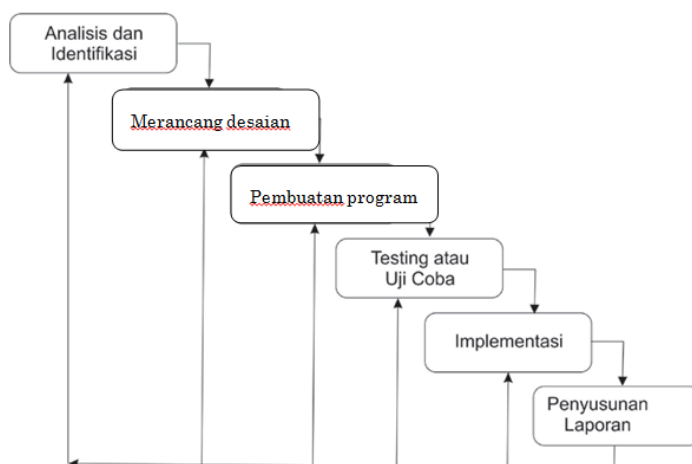 Analisis dan
Identifikasi
Merancang desaian
Pembuatan program
Testing atau
Uji Coba
Implementasi
Penyusunan
Laporan